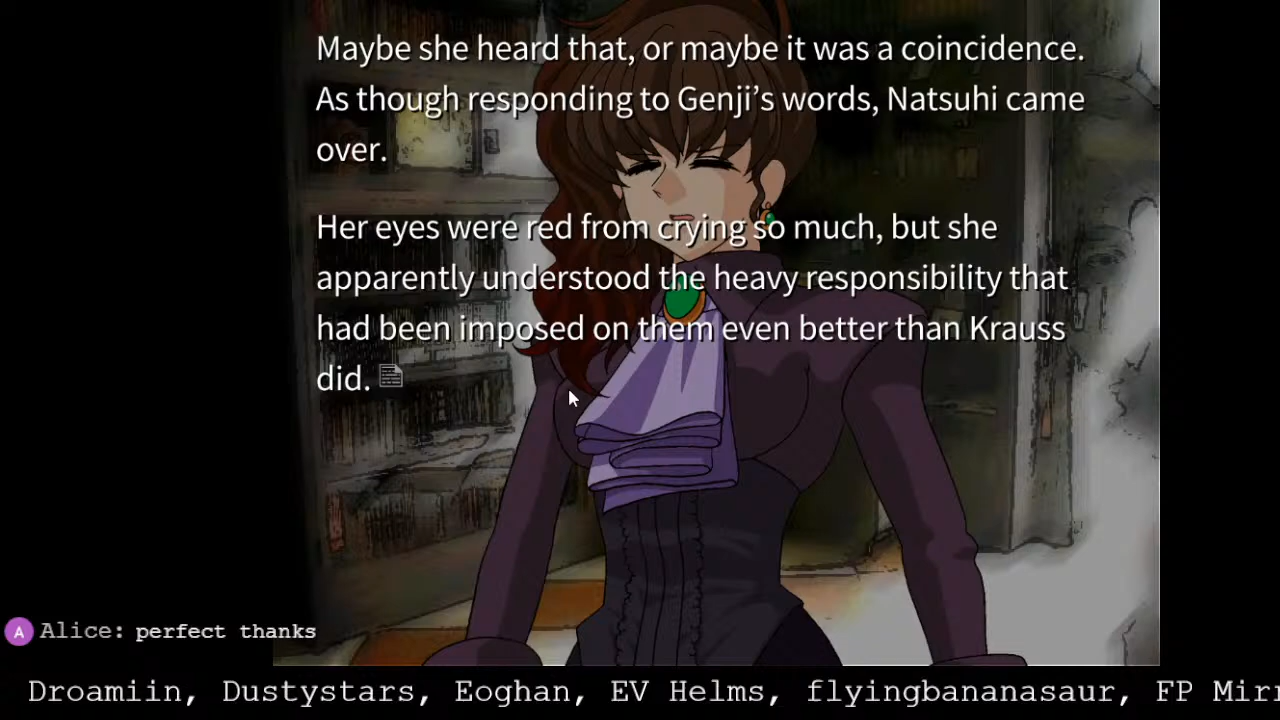 Maybe she heard that, or maybe it was a coincidence.
As though responding to Genji’s words, Natsuhi came
over.
Her eyes were red from crying so much, but she
apparently understood the heavy responsibility that
had been imposed on them even better than Krauss
did.
A Alice: perfect thanks
Droamiin, Dustystars, Eoghan, EV Helms, flyingbananasaur, FP Mir